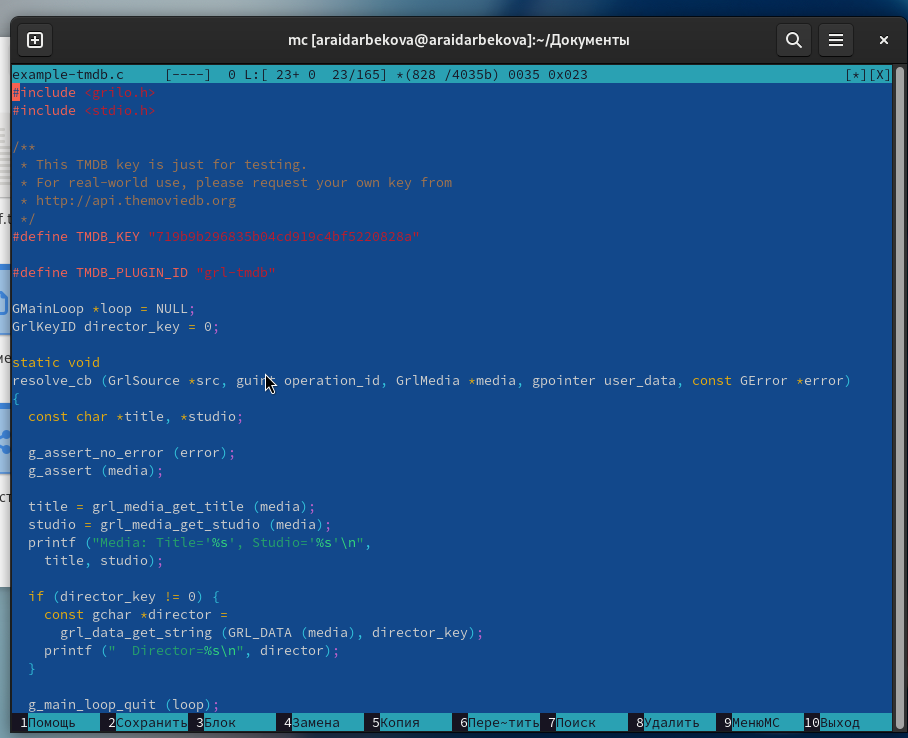 mc [araidarbekova@araidarbekova]:~/Документы
example-tmdb.c     [----]  0 L:[ 23+ 0  23/165] *(828 /4035b) 0035 0x023     [*][X]
#include <grilo.h>
#include <stdio.h>
/**
 * This TMDB key is just for testing.
 * For real-world use, please request your own key from
 * http://api.themoviedb.org
 */
#define TMDB_KEY "719b9b296835b04cd919c4bf5220828a"
#define TMDB_PLUGIN_ID "grl-tmdb"
GMainLoop *loop = NULL;
GrlKeyID director_key = 0;
static void
resolve_cb (GrlSource *src, guint operation_id, GrlMedia *media, gpointer user_data, const GError *error)
{
  const char *title, *studio;
  g_assert_no_error (error);
  g_assert (media);
  title = grl_media_get_title (media);
  studio = grl_media_get_studio (media);
  printf ("Media: Title='%s', Studio='%s'\n",
    title, studio);
  if (director_key != 0) {
    const gchar *director =
      grl_data_get_string (GRL_DATA (media), director_key);
    printf ("  Director=%s\n", director);
  }
  g_main_loop_quit (loop);
1Помощь 2Сохранить 3Блок 4Замена 5Копия 6Пере~тить 7Поиск 8Удалить 9МенюМС 10Выход